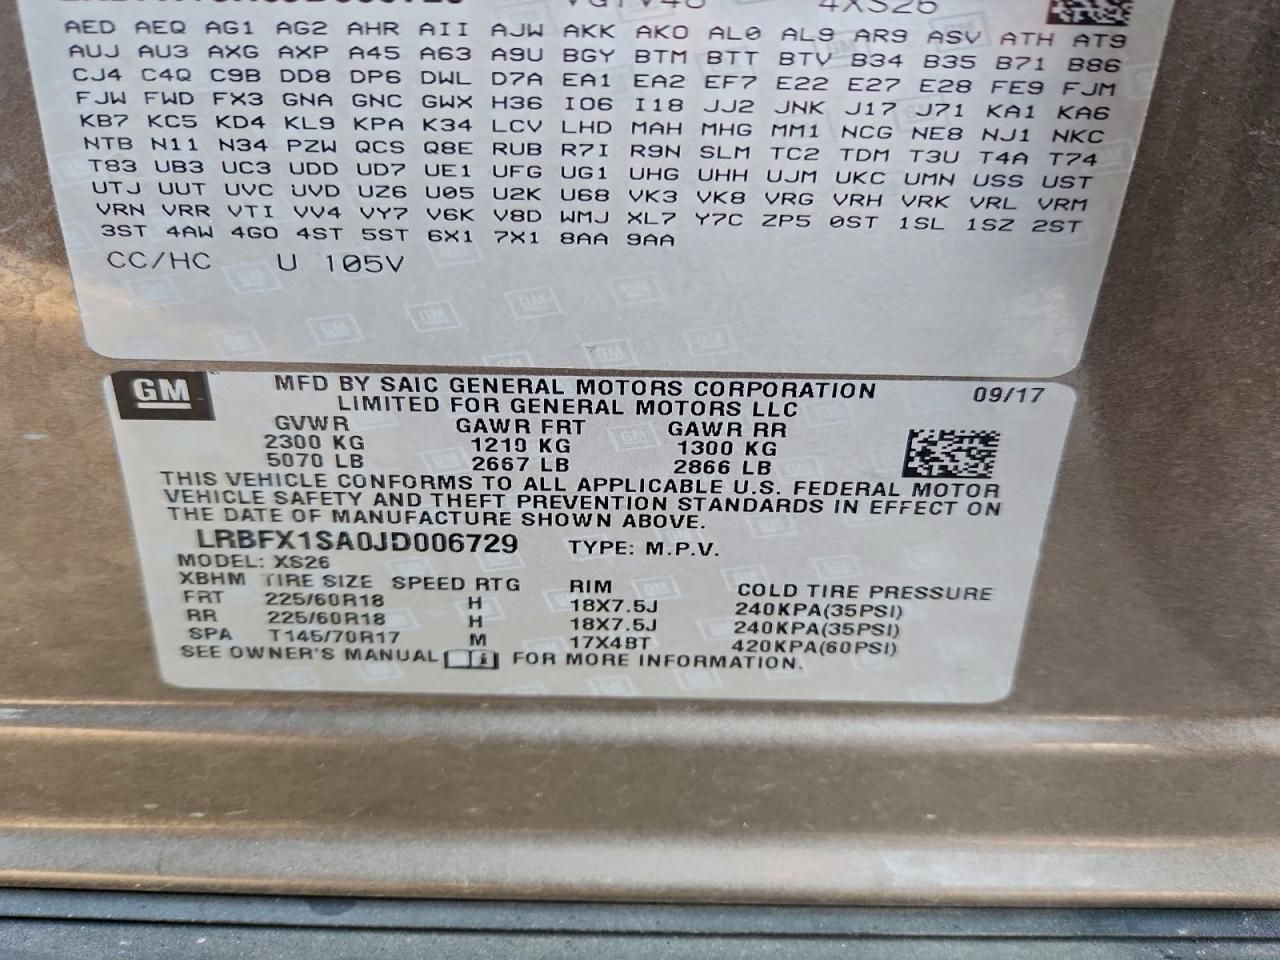 4XS26
AED AEQ AG1 AG2 AHR AII AJW AKK AKO AL0 AL9 AR9 ASV ATH AT9
AUJ AU3 AXG AXP A45 A63 A9U BGY BTM BTT BTV B34 B35 B71 B86
CJ4 C4Q C9B DD8 DP6 DWL D7A EA1 EA2 EF7 E22 E27 E28 FE9 FJM
FJW FWD FX3 GNA GNC GWX H36 IO6 I18 JJ2 JNK J17 J71 KA1 KA6
KB7 KC5 KD4 KL9 KPA K34 LCV LHD MAH MHG MM1 NCG NE8 NJ1 NKC
NTB N11 N34 PZW QCS Q8E RUB R7I R9N SLM TC2 TDM T3U T4A T74
T83 UB3 UC3 UDD UD7 UE1 UFG UG1 UHG UHH UJM UKC UMN USS UST
UTJ UUT UVC UVD UZ6 U05 U2K U68 VK3 VK8 VRG VRH VRK VRL VRM
VRN VRR VTI VV4 VY7 V6K V8D WMJ XL7 Y7C ZP5 0ST 1SL 1SZ 2ST
3ST 4AW 4GO 4ST 5ST 6X1 7X1 8AA 9AA
CC/HC U 105V
GM MFD BY SAIC GENERAL MOTORS CORPORATION 09/17
LIMITED FOR GENERAL MOTORS LLC
GVWR GAWR FRT GAWR RR
2300 KG 1210 KG 1300 KG
5070 LB 2667 LB 2866 LB
THIS VEHICLE CONFORMS TO ALL APPLICABLE U.S. FEDERAL MOTOR
VEHICLE SAFETY AND THEFT PREVENTION STANDARDS IN EFFECT ON
THE DATE OF MANUFACTURE SHOWN ABOVE.
LRBFX1SA0JD006729 TYPE: M.P.V.
MODEL: XS26
XBHM TIRE SIZE SPEED RTG RIM COLD TIRE PRESSURE
FRT 225/60R18 H 18X7.5J 240KPA(35PSI)
RR 225/60R18 H 18X7.5J 240KPA(35PSI)
SPA T145/70R17 M 17X4BT 420KPA(60PSI)
SEE OWNER'S MANUAL i FOR MORE INFORMATION.